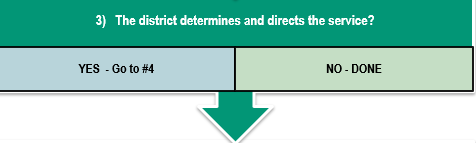 3) The district determines and directs the service?
YES - Go to #4
NO - DONE